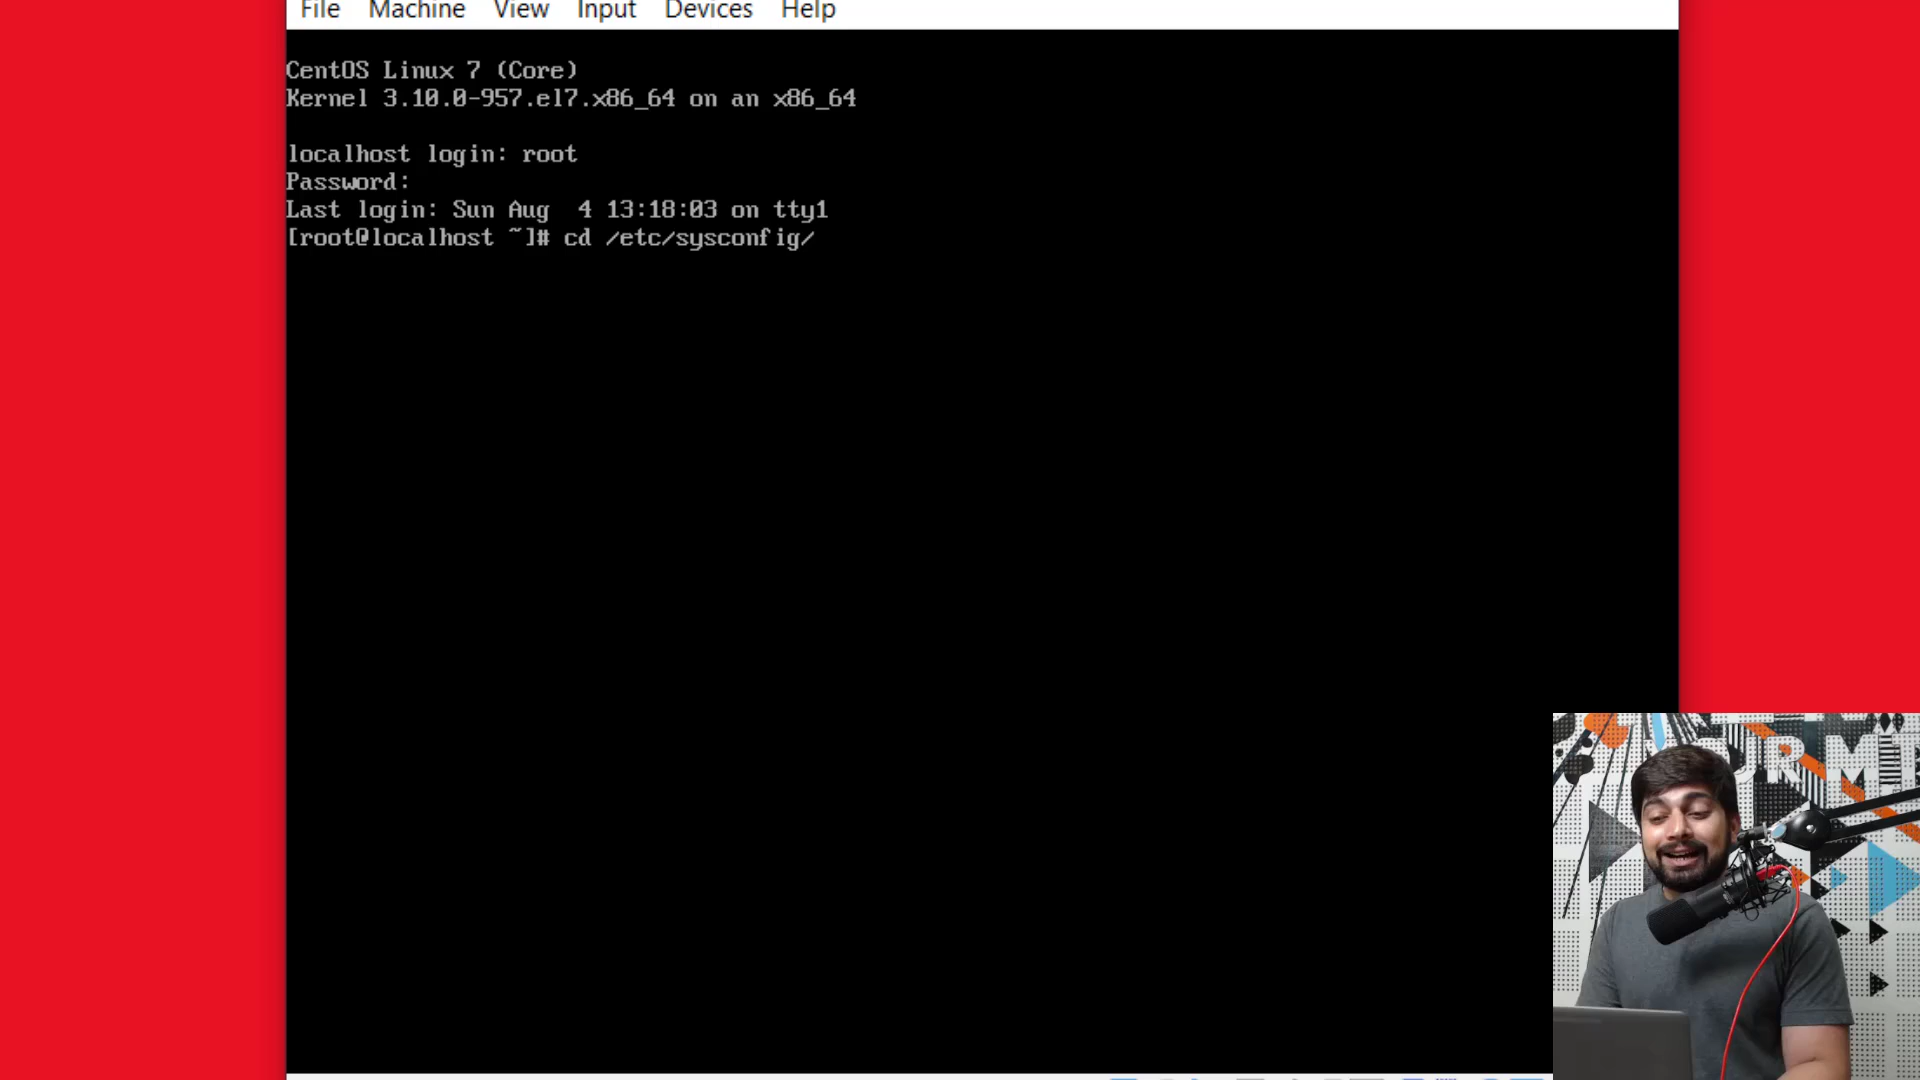 File Machine View Input Devices Help
CentOS Linux 7 (Core)
Kernel 3.10.0-957.el7.x86_64 on an x86_64
localhost login: root
Password:
Last login: Sun Aug  4 13:18:03 on tty1
[root@localhost ~]# cd /etc/sysconfig/